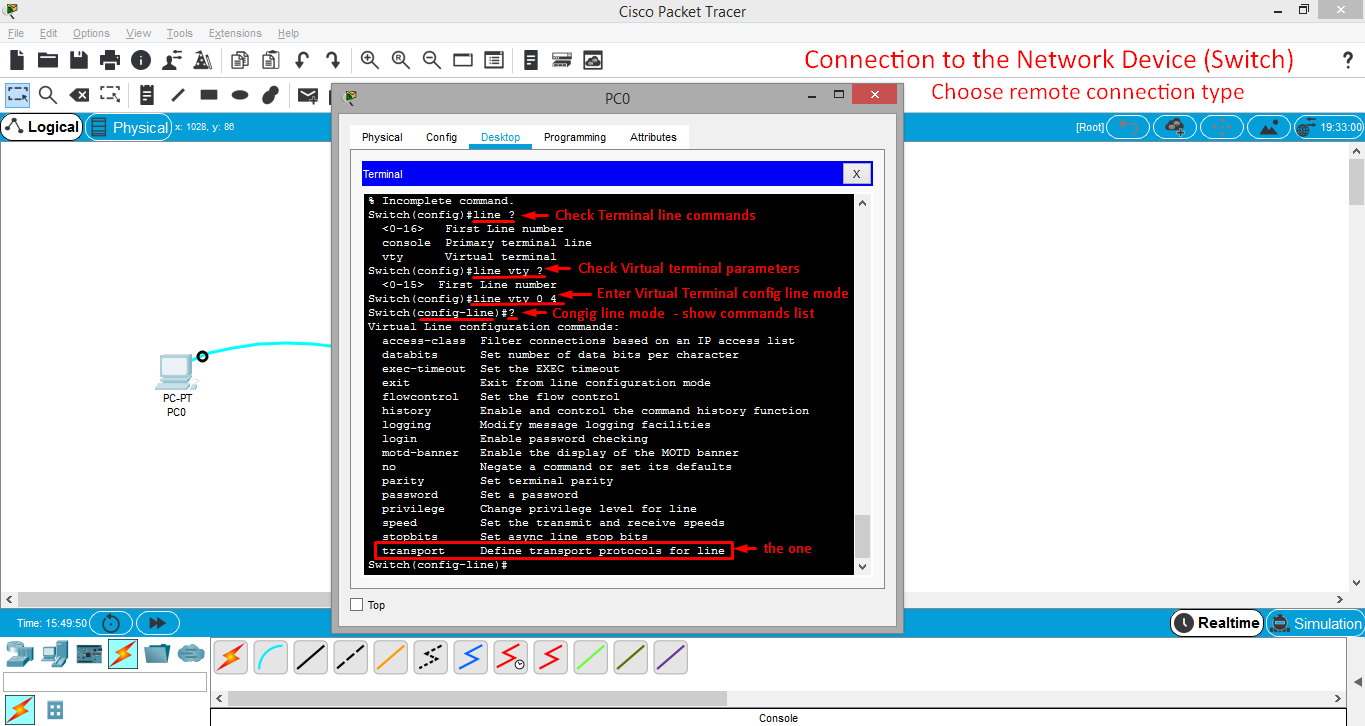 Cisco Packet Tracer
File Edit Options View Tools Extensions Help
Connection to the Network Device (Switch)
?
Choose remote connection type
PC0
Logical
Physical
x: 1028, y: 86
[Root]
19:33:00
Physical Config Desktop Programming Attributes
Terminal
X
% Incomplete command.
Switch(config)#line ? Check Terminal line commands
<0-16> First Line number
console Primary terminal line
vty Virtual terminal
Switch(config)#line vty ? Check Virtual terminal parameters
<0-15> First Line number
Switch(config)#line vty 0 4 Enter Virtual Terminal config line mode
Switch(config-line)#? Congig line mode - show commands list
Virtual Line configuration commands:
access-class Filter connections based on an IP access list
databits Set number of data bits per character
exec-timeout Set the EXEC timeout
exit Exit from line configuration mode
flowcontrol Set the flow control
history Enable and control the command history function
logging Modify message logging facilities
login Enable password checking
motd-banner Enable the display of the MOTD banner
no Negate a command or set its defaults
parity Set terminal parity
password Set a password
privilege Change privilege level for line
speed Set the transmit and receive speeds
stopbits Set async line stop bits
transport Define transport protocols for line the one
Switch(config-line)#
PC-PT
PC0
Top
Time: 15:49:50
Realtime
Simulation
Console